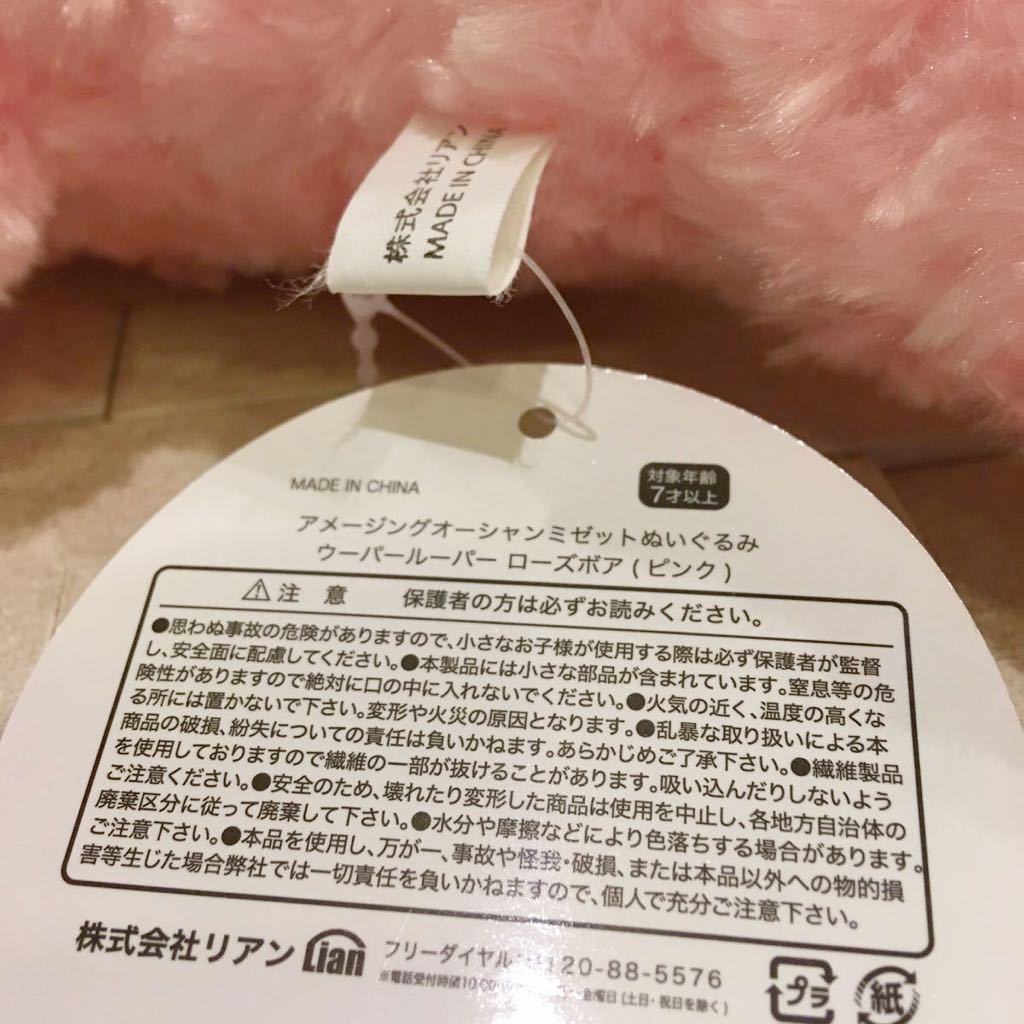 株式会社リアン
MADE IN CHINA
MADE IN CHINA
対象年齢
7才以上
アメージングオーシャンミゼットぬいぐるみ
ウーパールーパー ローズボア(ピンク)
⚠注 意 保護者の方は必ずお読みください。
●思わぬ事故の危険がありますので、小さなお子様が使用する際は必ず保護者が監督
し、安全面に配慮してください。●本製品には小さな部品が含まれています。窒息等の危
険性がありますので絶対に口の中に入れないでください。●火気の近く、温度の高くな
る所には置かないで下さい。変形や火災の原因となります。●乱暴な取り扱いによる本
商品の破損、紛失についての責任は負いかねます。あらかじめご了承下さい。●繊維製品
を使用しておりますので繊維の一部が抜けることがあります。吸い込んだりしないよう
ご注意ください。●安全のため、壊れたり変形した商品は使用を中止し、各地方自治体の
廃棄区分に従って廃棄して下さい。●水分や摩擦などにより色落ちする場合があります。
ご注意下さい。●本品を使用し、万が一、事故や怪我・破損、または本品以外への物的損
害等生じた場合弊社では一切責任を負いかねますので、個人で充分ご注意下さい。
株式会社リアン Lian フリーダイヤル 120-88-5576
※電話受付時間10:00 金曜日(土日・祝日を除く)
プラ
紙